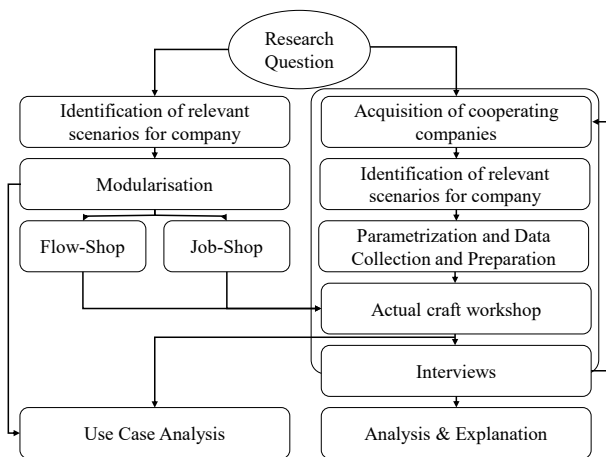 Research
Question
Identification of relevant
scenarios for company
Acquisition of cooperating
companies
Modularisation
Identification of relevant
scenarios for company
Flow-Shop
Job-Shop
Parametrization and Data
Collection and Preparation
Actual craft workshop
Interviews
Use Case Analysis
Analysis & Explanation